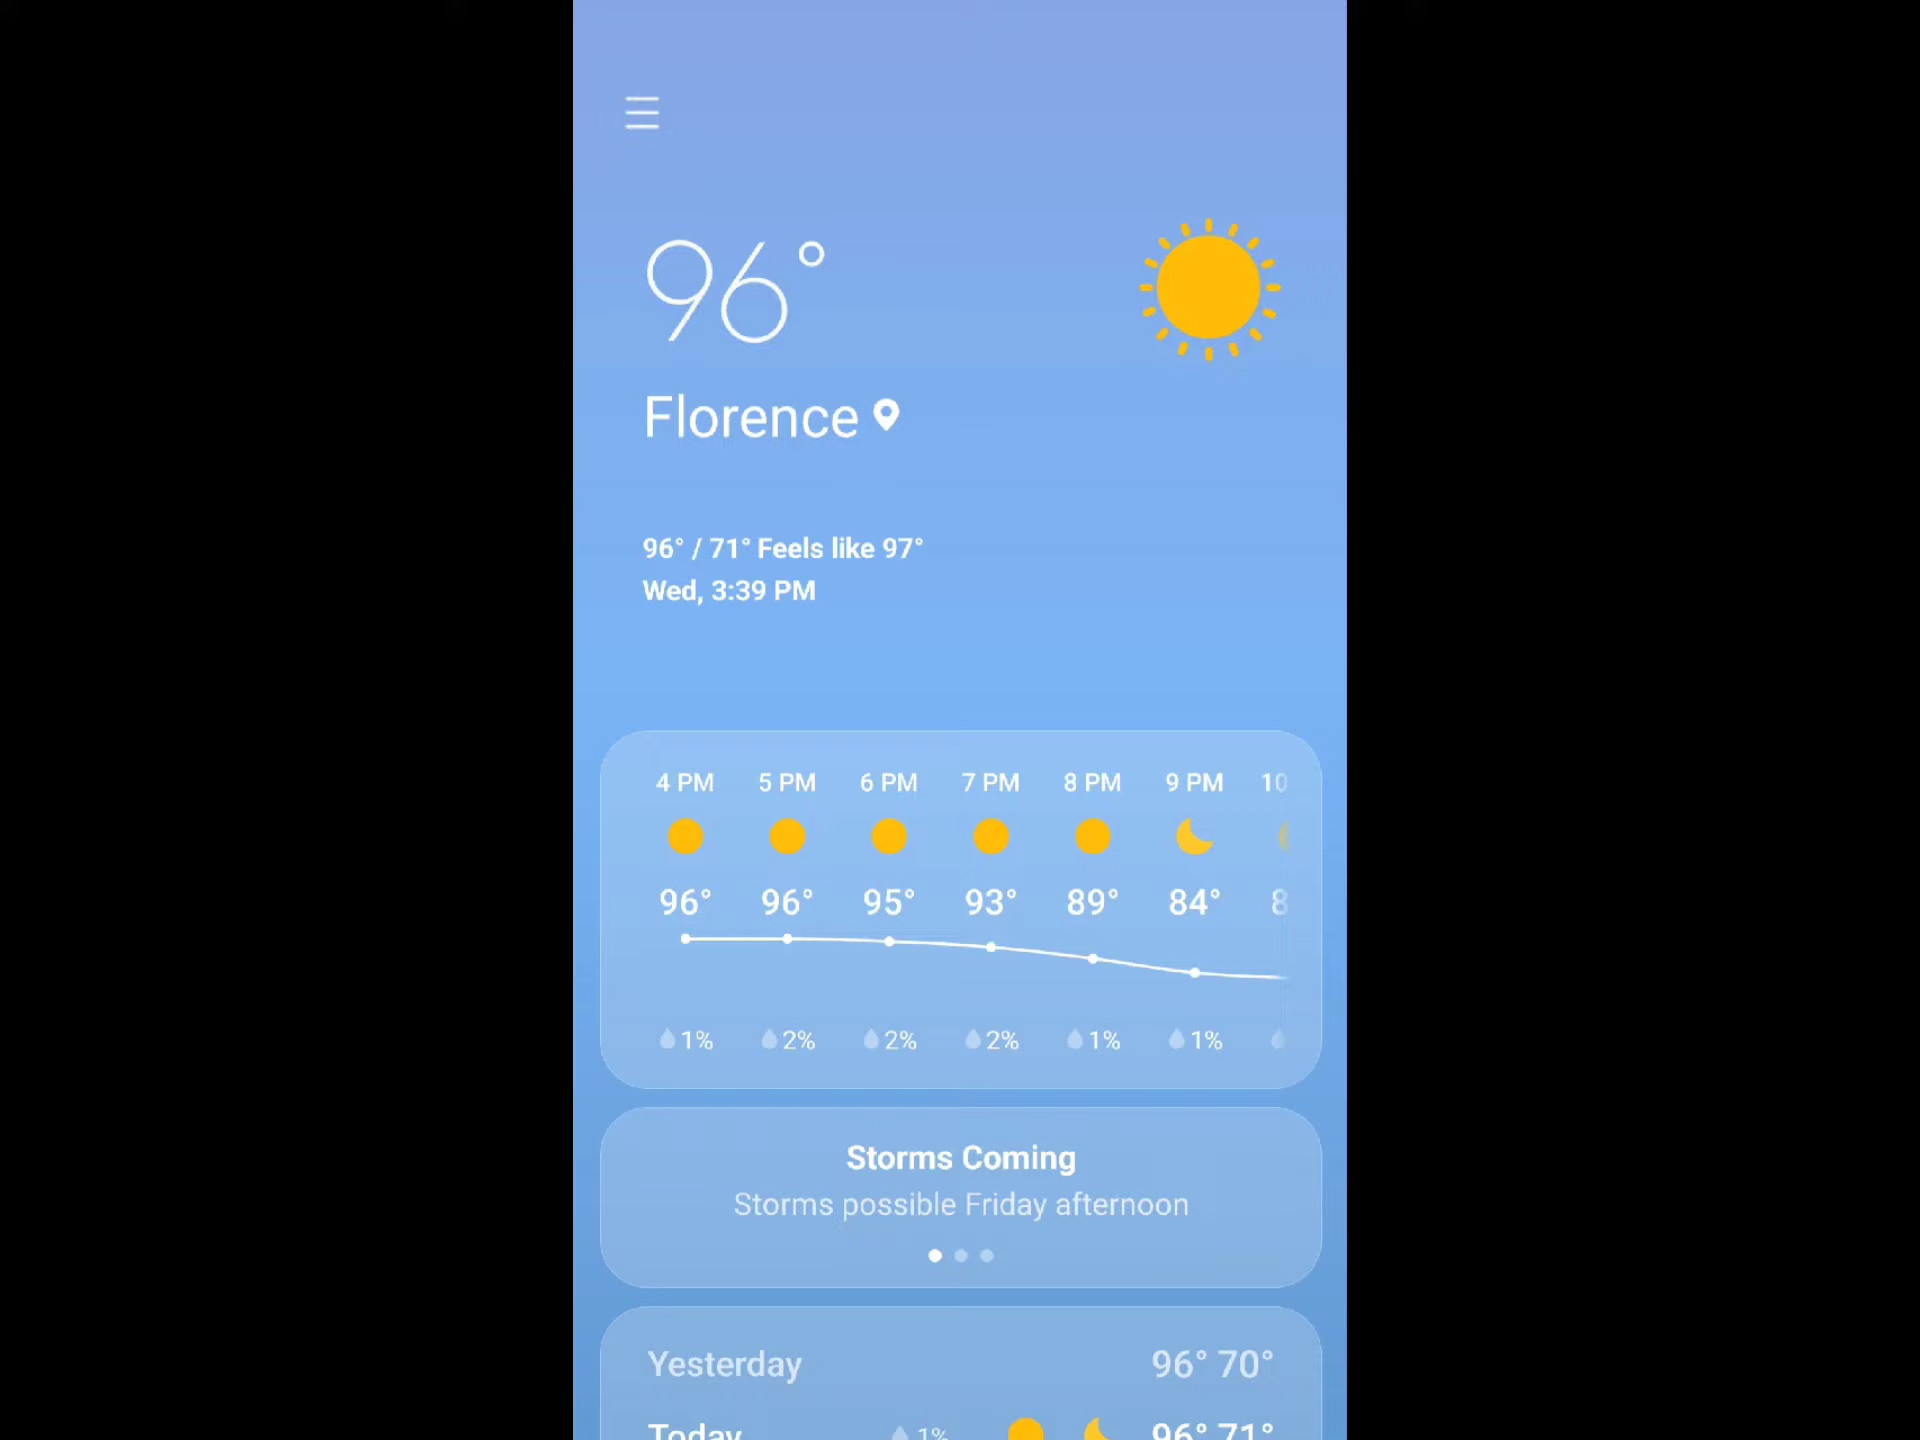 96°
Florence
96° / 71° Feels like 97°
Wed, 3:39 PM
4 PM 5 PM 6 PM 7 PM 8 PM 9 PM 10
96° 96° 95° 93° 89° 84° 8
1% 2% 2% 2% 1% 1%
Storms Coming
Storms possible Friday afternoon
Yesterday 96° 70°
Today 1% 96° 71°